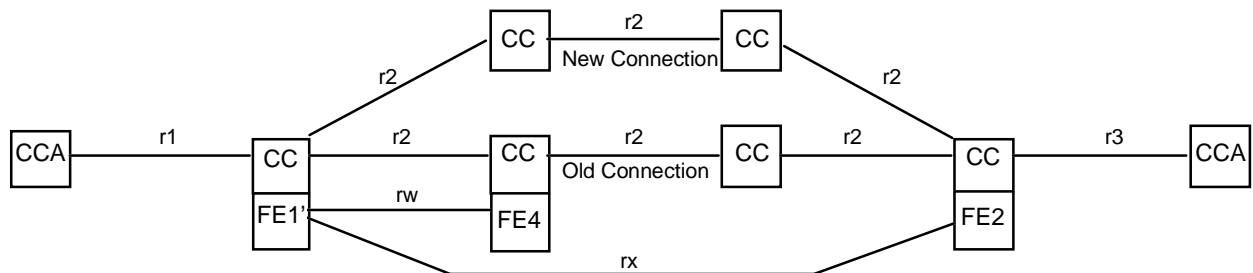 r2
CC
CC
New Connection
r2
r2
CCA
r1
CC
r2
CC
r2
CC
r2
CC
r3
CCA
Old Connection
FE1’
rw
FE4
FE2
rx